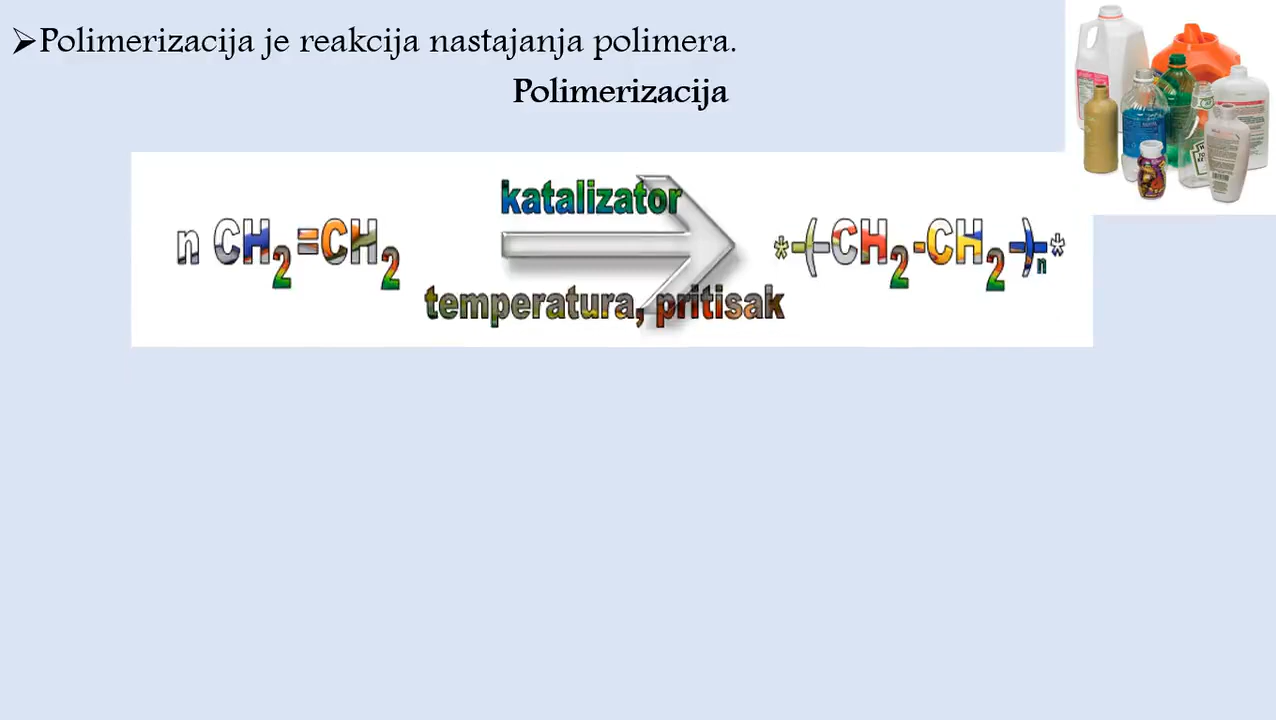 ➢Polimerizacija je reakcija nastajanja polimera.
Polimerizacija
katalizator
n CH2=CH2
*-(-CH2-CH2-)-n*
temperatura, pritisak